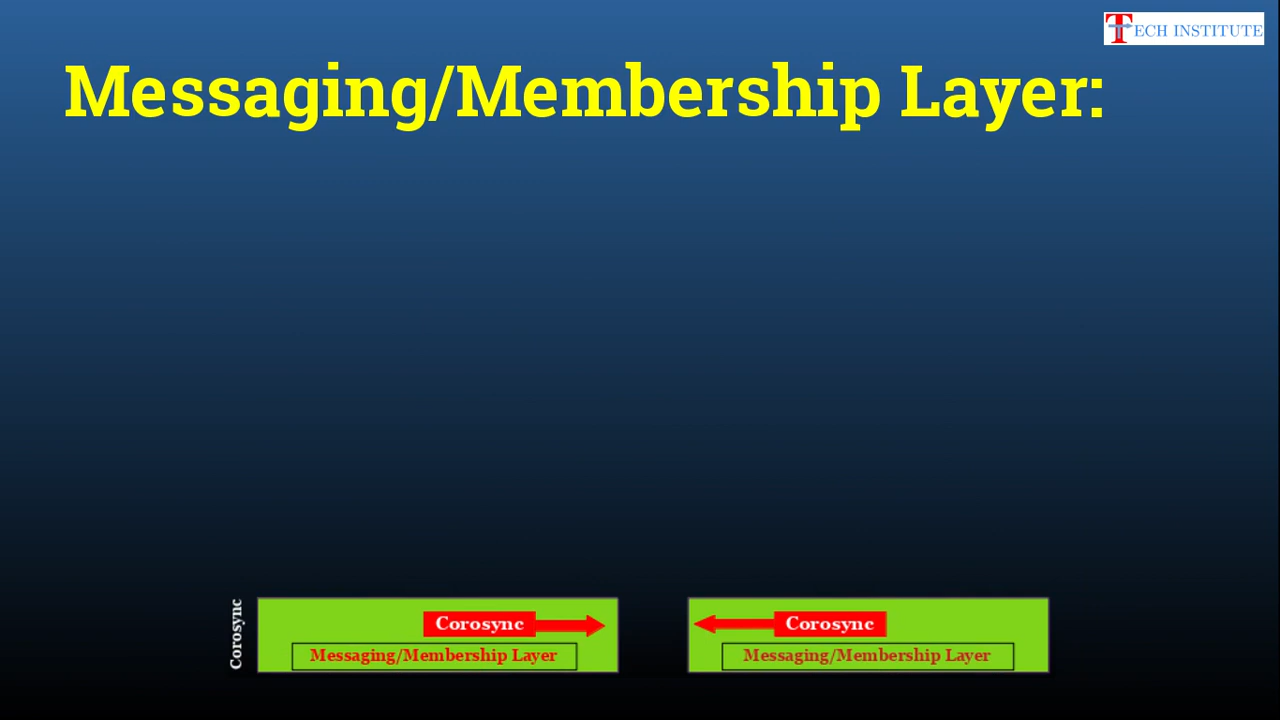 TECH INSTITUTE
Messaging/Membership Layer:
Corosync
Corosync
Messaging/Membership Layer
Corosync
Messaging/Membership Layer